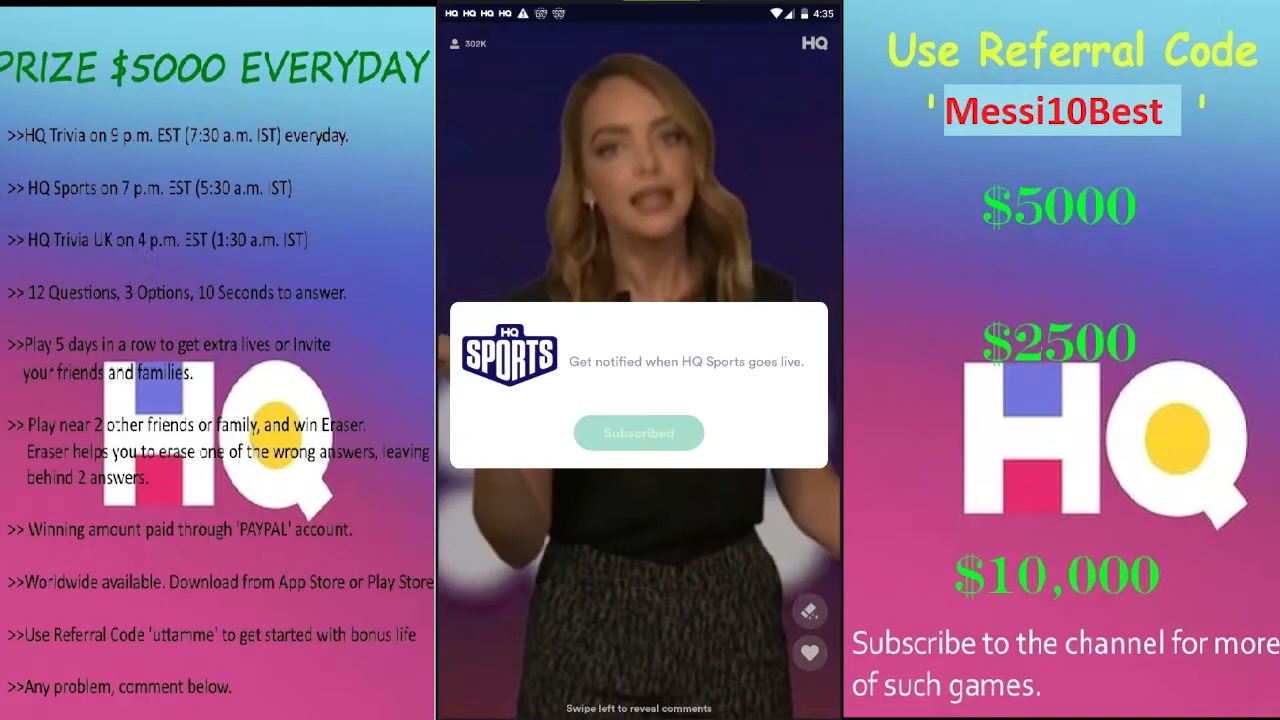 PRIZE $5000 EVERYDAY
>>HQ Trivia on 9 p.m. EST (7:30 a.m. IST) everyday.
>> HQ Sports on 7 p.m. EST (5:30 a.m. IST)
>> HQ Trivia UK on 4 p.m. EST (1:30 a.m. IST)
>> 12 Questions, 3 Options, 10 Seconds to answer.
>>Play 5 days in a row to get extra lives or Invite
your friends and families.
>> Play near 2 other friends or family, and win Eraser.
Eraser helps you to erase one of the wrong answers, leaving
behind 2 answers.
HQ
>> Winning amount paid through 'PAYPAL' account.
>>Worldwide available. Download from App Store or Play Store
>>Use Referral Code 'uttamme' to get started with bonus life
>>Any problem, comment below.
HQ HQ HQ HQ
4:35
302K
HQ
HQ
SPORTS
Get notified when HQ Sports goes live.
Subscribed
Swipe left to reveal comments
Use Referral Code
' Messi10Best '
$5000
$2500
HQ
$10,000
Subscribe to the channel for more
of such games.